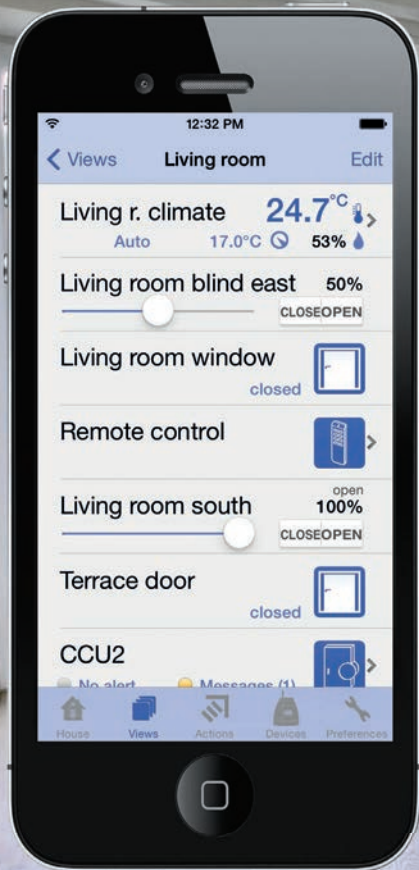 12:32 PM
Views Living room Edit
Living r. climate 24.7°C
Auto 17.0°C 53%
Living room blind east 50%
CLOSE OPEN
Living room window
closed
Remote control
open
Living room south 100%
CLOSE OPEN
Terrace door
closed
CCU2
No alert Messages (1)
House Views Actions Devices Preferences